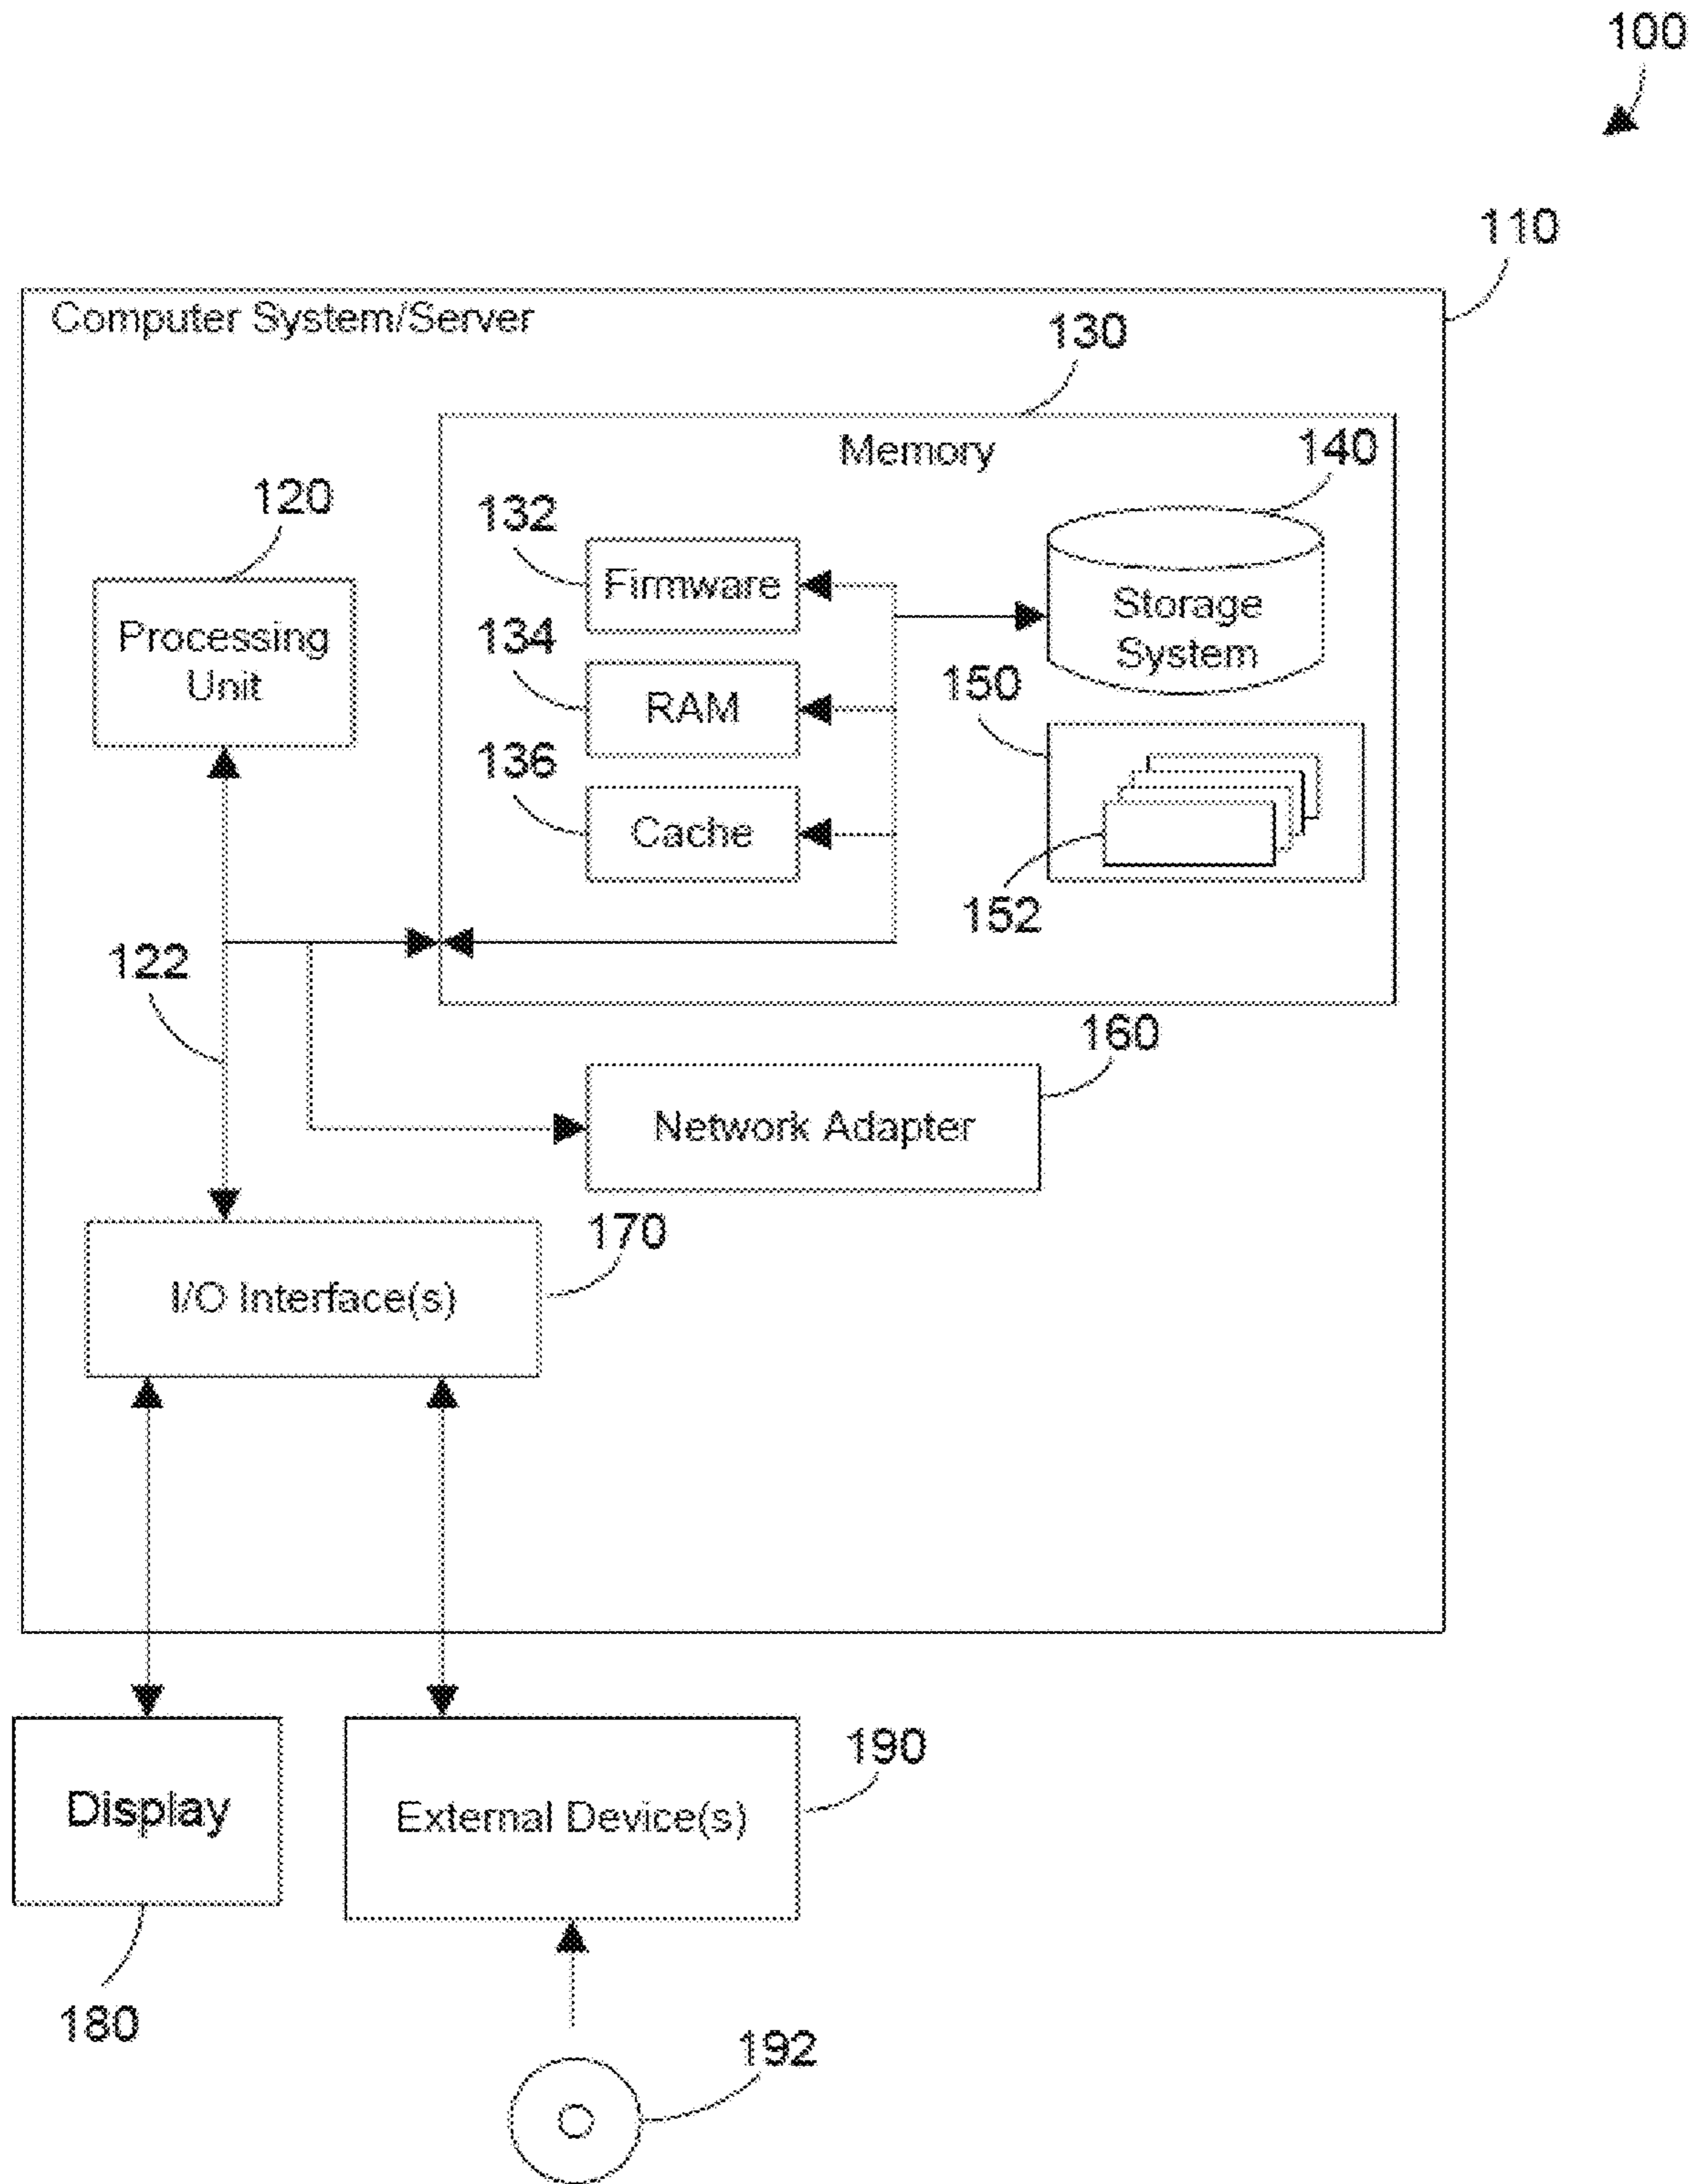 100
110
Computer System/Server
130
Memory
140
120
132
Firmware
Processing
Unit
134
RAM
Storage
System
150
136
Cache
152
122
160
Network Adapter
170
I/O Interface(s)
190
Display
External Device(s)
180
192